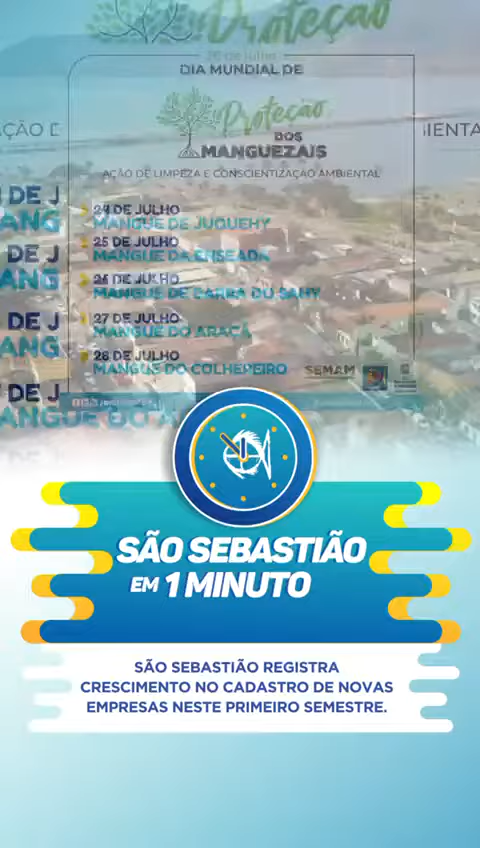 Proteção
26 de julho
DIA MUNDIAL DE
Proteção
DOS
MANGUEZAIS
AÇÃO DE LIMPEZA E CONSCIENTIZAÇÃO AMBIENTAL
24 DE JULHO
MANGUE DE JUQUEHY
25 DE JULHO
MANGUE DA ENSEADA
26 DE JULHO
MANGUE DE BARRA DO SAHY
27 DE JULHO
MANGUE DO ARAÇÁ
28 DE JULHO
MANGUE DO COLHEREIRO
SEMAM
SÃO SEBASTIÃO
EM 1 MINUTO
SÃO SEBASTIÃO REGISTRA
CRESCIMENTO NO CADASTRO DE NOVAS
EMPRESAS NESTE PRIMEIRO SEMESTRE.